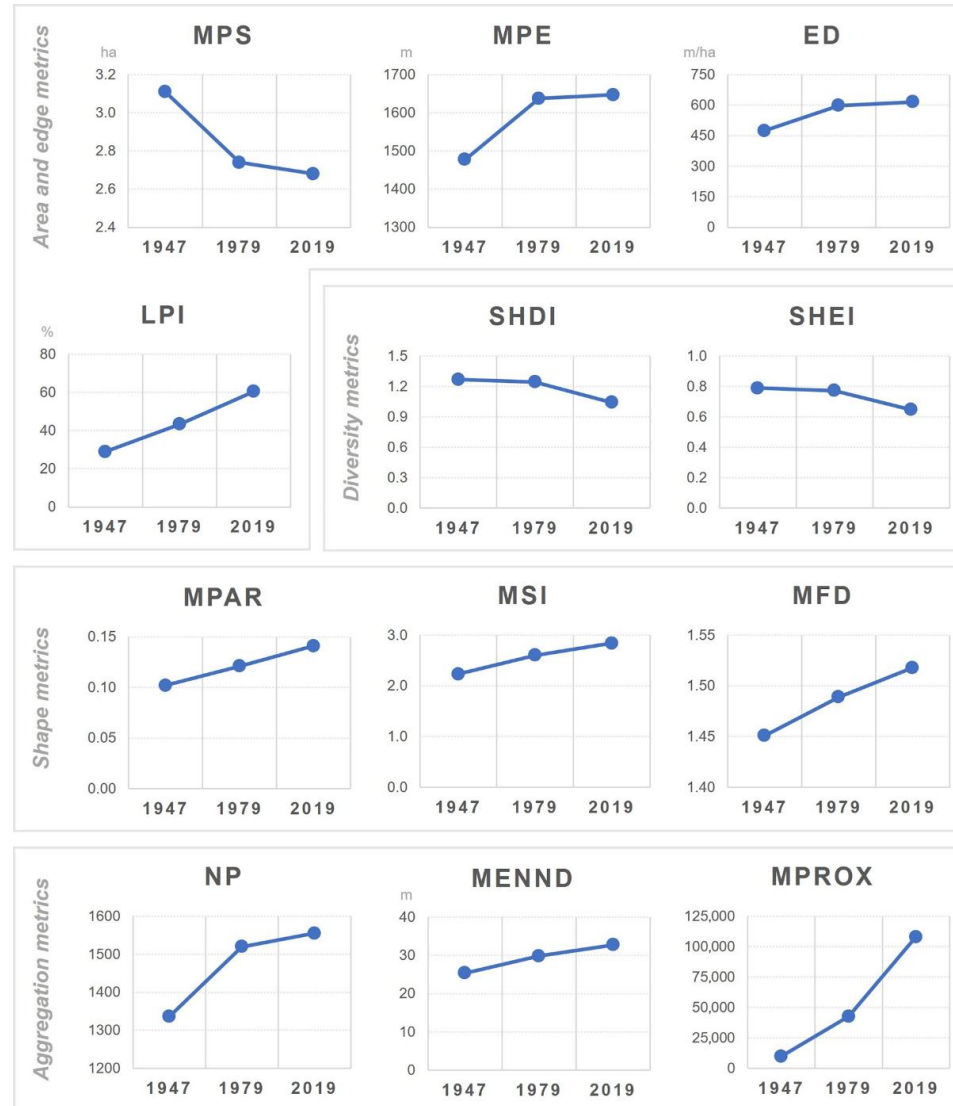 Area and edge metrics
MPS
ha
3.2
3.0
2.8
2.6
2.4
1947 1979 2019
MPE
m
1700
1600
1500
1400
1300
1947 1979 2019
ED
m/ha
750
600
450
300
150
0
1947 1979 2019
LPI
%
80
60
40
20
0
1947 1979 2019
Diversity metrics
SHDI
1.5
1.2
0.9
0.6
0.3
0.0
1947 1979 2019
SHEI
1.0
0.8
0.6
0.4
0.2
0.0
1947 1979 2019
Shape metrics
MPAR
0.15
0.10
0.05
0.00
1947 1979 2019
MSI
3.0
2.0
1.0
0.0
1947 1979 2019
MFD
1.55
1.50
1.45
1.40
1947 1979 2019
Aggregation metrics
NP
1600
1500
1400
1300
1200
1947 1979 2019
MENND
m
40
30
20
10
0
1947 1979 2019
MPROX
125,000
100,000
75,000
50,000
25,000
0
1947 1979 2019